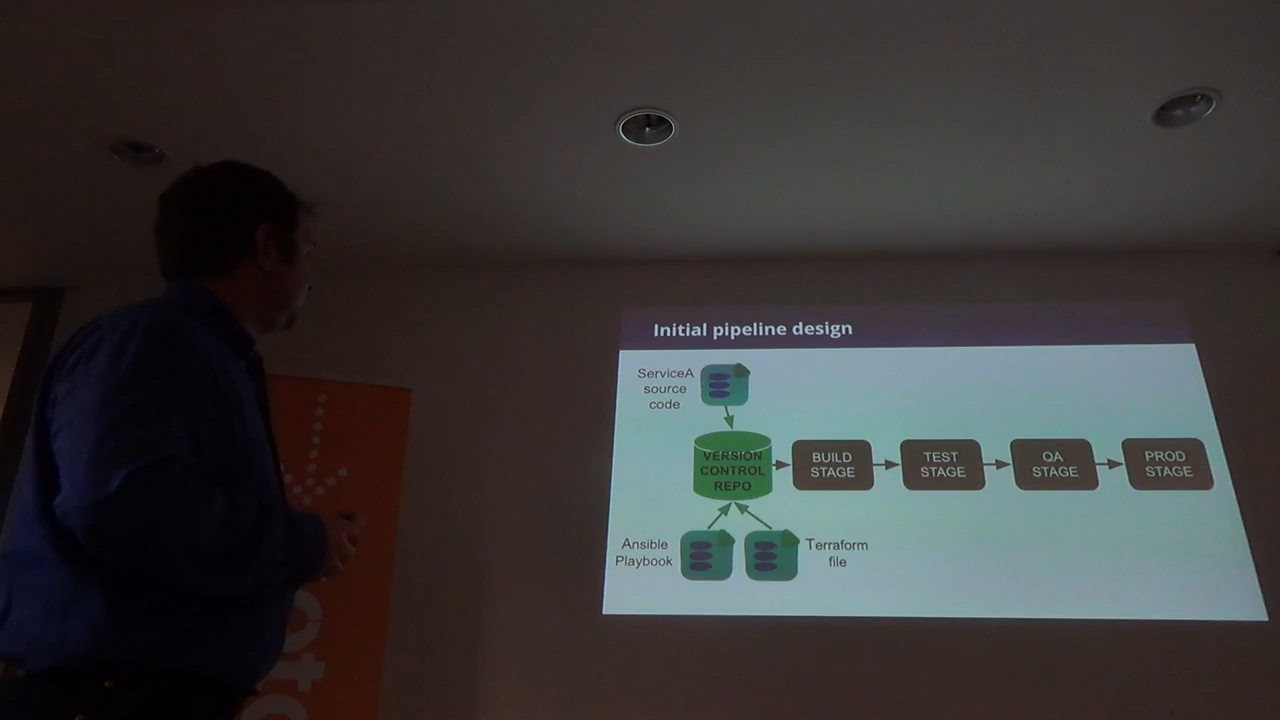 Initial pipeline design
ServiceA
source
code
VERSION
CONTROL
REPO
BUILD
STAGE
TEST
STAGE
QA
STAGE
PROD
STAGE
Ansible
Playbook
Terraform
file